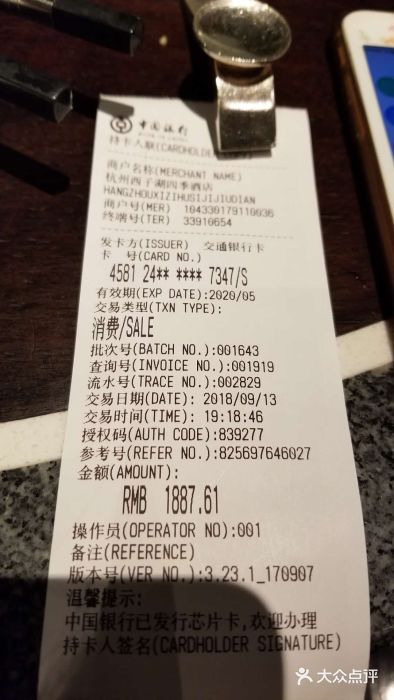 中国银行
BANK OF CHINA
持卡人联(CARDHOLDER
商户名称(MERCHANT NAME)
杭州西子湖四季酒店
HANGZHOUXIZIHUSIJIJIUDIAN
商户号(MER) 104330179110036
终端号(TER) 33910654
发卡方(ISSUER) 交通银行卡
卡 号(CARD NO.)
4581 24** **** 7347/S
有效期(EXP DATE):2020/05
交易类型(TXN TYPE):
消费/SALE
批次号(BATCH NO.):001643
查询号(INVOICE NO.):001919
流水号(TRACE NO.):002829
交易日期(DATE): 2018/09/13
交易时间(TIME): 19:18:46
授权码(AUTH CODE):839277
参考号(REFER NO.):825697646027
金额(AMOUNT):
RMB 1887.61
操作员(OPERATOR NO):001
备注(REFERENCE)
版本号(VER NO.):3.23.1_170907
温馨提示:
中国银行已发行芯片卡,欢迎办理
持卡人签名(CARDHOLDER SIGNATURE)
大众点评